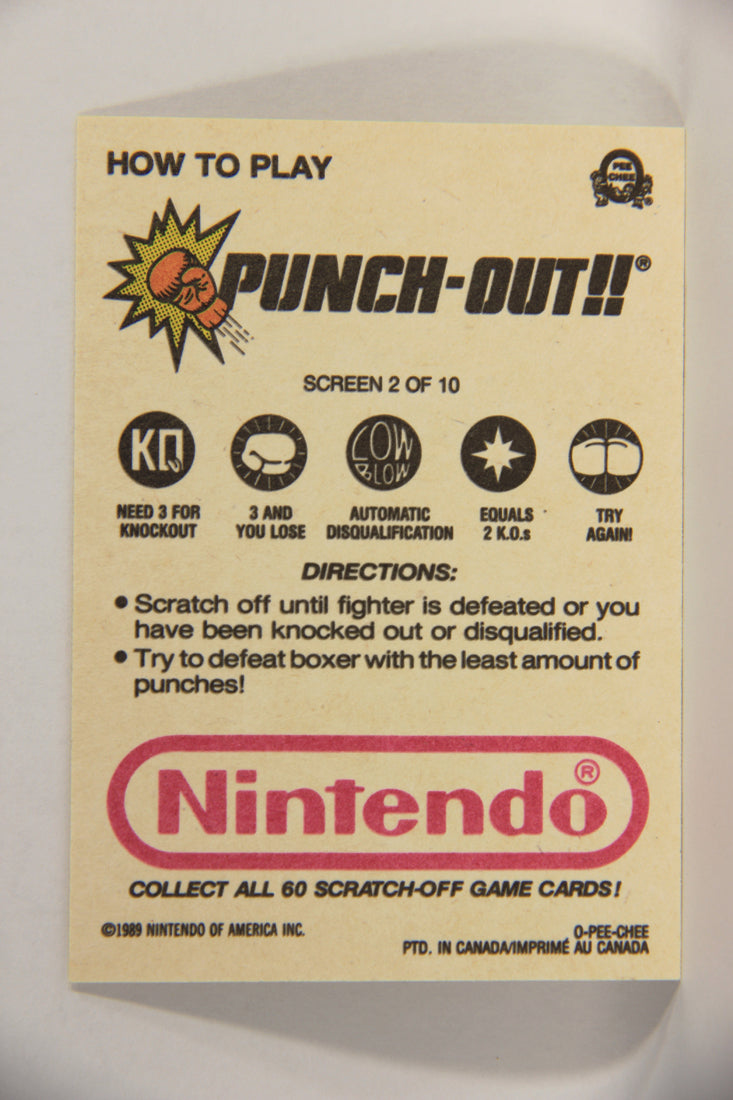 HOW TO PLAY
O PEE CHEE ®
PUNCH-OUT!!®
SCREEN 2 OF 10
KO LOW BLOW
NEED 3 FOR KNOCKOUT
3 AND YOU LOSE
AUTOMATIC DISQUALIFICATION
EQUALS 2 K.O.s
TRY AGAIN!
DIRECTIONS:
• Scratch off until fighter is defeated or you
have been knocked out or disqualified.
• Try to defeat boxer with the least amount of
punches!
Nintendo®
COLLECT ALL 60 SCRATCH-OFF GAME CARDS!
©1989 NINTENDO OF AMERICA INC.
O-PEE-CHEE
PTD. IN CANADA/IMPRIMÉ AU CANADA